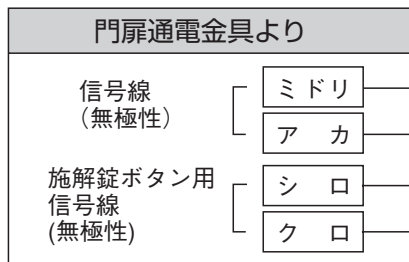 門扉通電金具より
信号線
（無極性）
ミドリ
ア カ
施解錠ボタン用
信号線
(無極性)
シ ロ
ク ロ